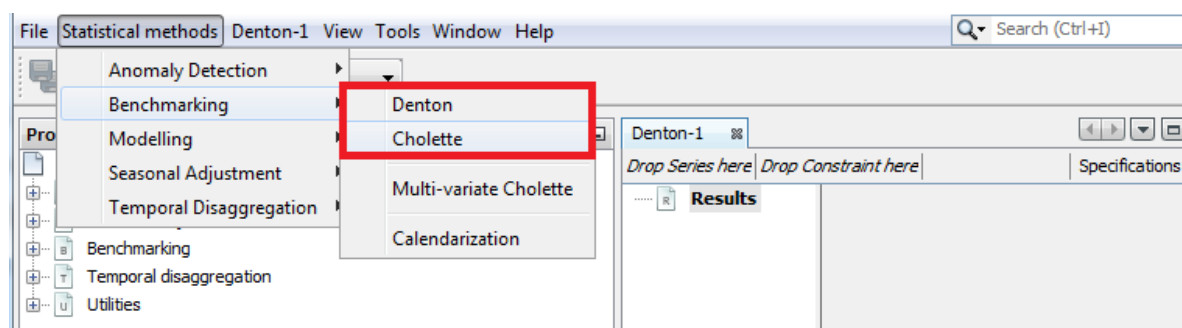 File Statistical methods Denton-1 View Tools Window Help
Search (Ctrl+I)
Anomaly Detection
Benchmarking
Modelling
Seasonal Adjustment
Temporal Disaggregation
Denton
Cholette
Multi-variate Cholette
Calendarization
Pro
Benchmarking
Temporal disaggregation
Utilities
Denton-1
Drop Series here Drop Constraint here Specifications
Results